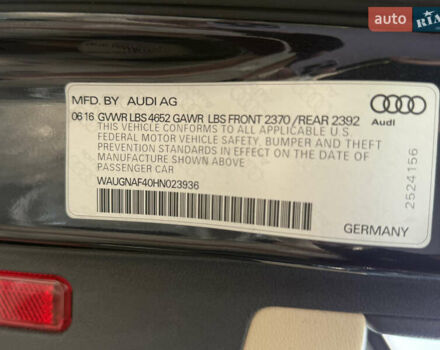 auto RIA
MFD. BY AUDI AG
06 16 GVWR LBS 4652 GAWR LBS FRONT 2370 /REAR 2392
THIS VEHICLE CONFORMS TO ALL APPLICABLE U.S.
FEDERAL MOTOR VEHICLE SAFETY, BUMPER AND THEFT
PREVENTION STANDARDS IN EFFECT ON THE DATE OF
MANUFACTURE SHOWN ABOVE.
PASSENGER CAR
WAUGNAF40HN023936
Audi
2524156
GERMANY